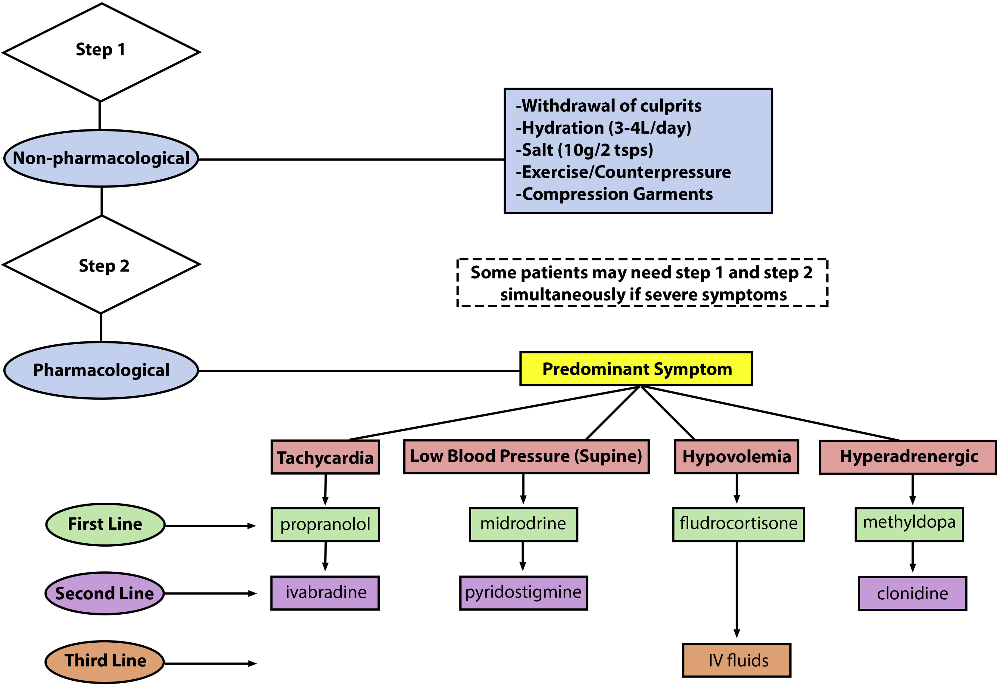 Step 1
Non-pharmacological
-Withdrawal of culprits
-Hydration (3-4L/day)
-Salt (10g/2 tsps)
-Exercise/Counterpressure
-Compression Garments
Step 2
Some patients may need step 1 and step 2
simultaneously if severe symptoms
Pharmacological
Predominant Symptom
Tachycardia
Low Blood Pressure (Supine)
Hypovolemia
Hyperadrenergic
First Line
propranolol
midrodrine
fludrocortisone
methyldopa
Second Line
ivabradine
pyridostigmine
clonidine
Third Line
IV fluids